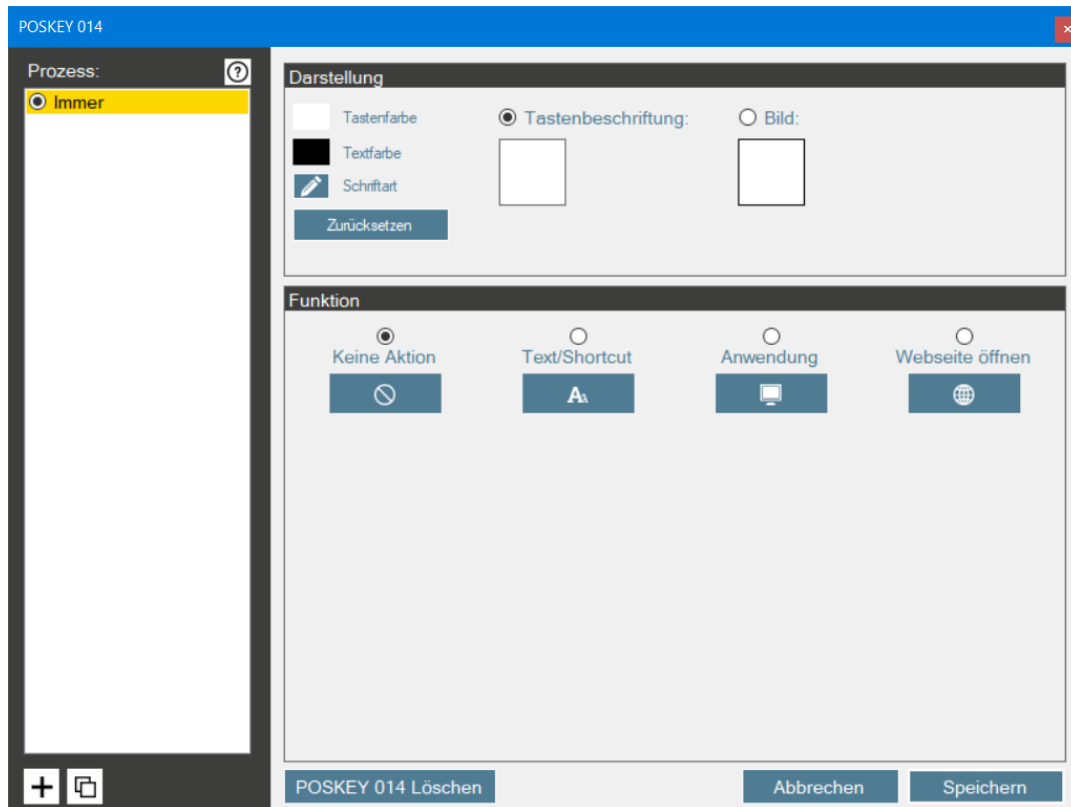 POSKEY 014
Prozess:
Immer
Darstellung
Tastenfarbe
Textfarbe
Schriftart
Zurücksetzen
Tastenbeschriftung:
Bild:
Funktion
Keine Aktion
Text/Shortcut
Anwendung
Webseite öffnen
POSKEY 014 Löschen
Abbrechen
Speichern